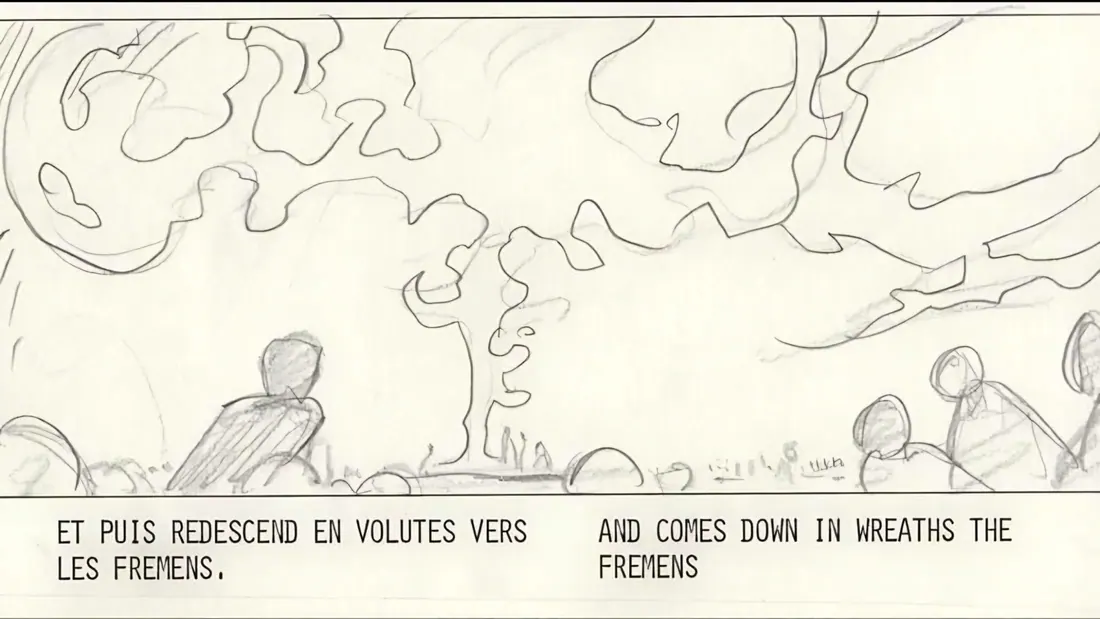 ET PUIS REDESCEND EN VOLUTES VERS
LES FREMENS.
AND COMES DOWN IN WREATHS THE
FREMENS